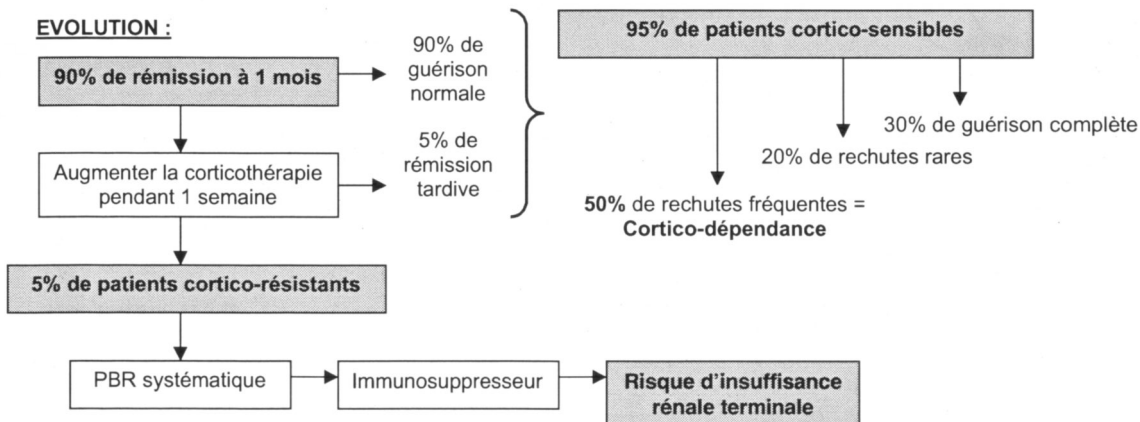 EVOLUTION :
90% de rémission à 1 mois
90% de
guérison
normale
Augmenter la corticothérapie
pendant 1 semaine
5% de
rémission
tardive
95% de patients cortico-sensibles
30% de guérison complète
20% de rechutes rares
50% de rechutes fréquentes =
Cortico-dépendance
5% de patients cortico-résistants
PBR systématique
Immunosuppresseur
Risque d'insuffisance
rénale terminale